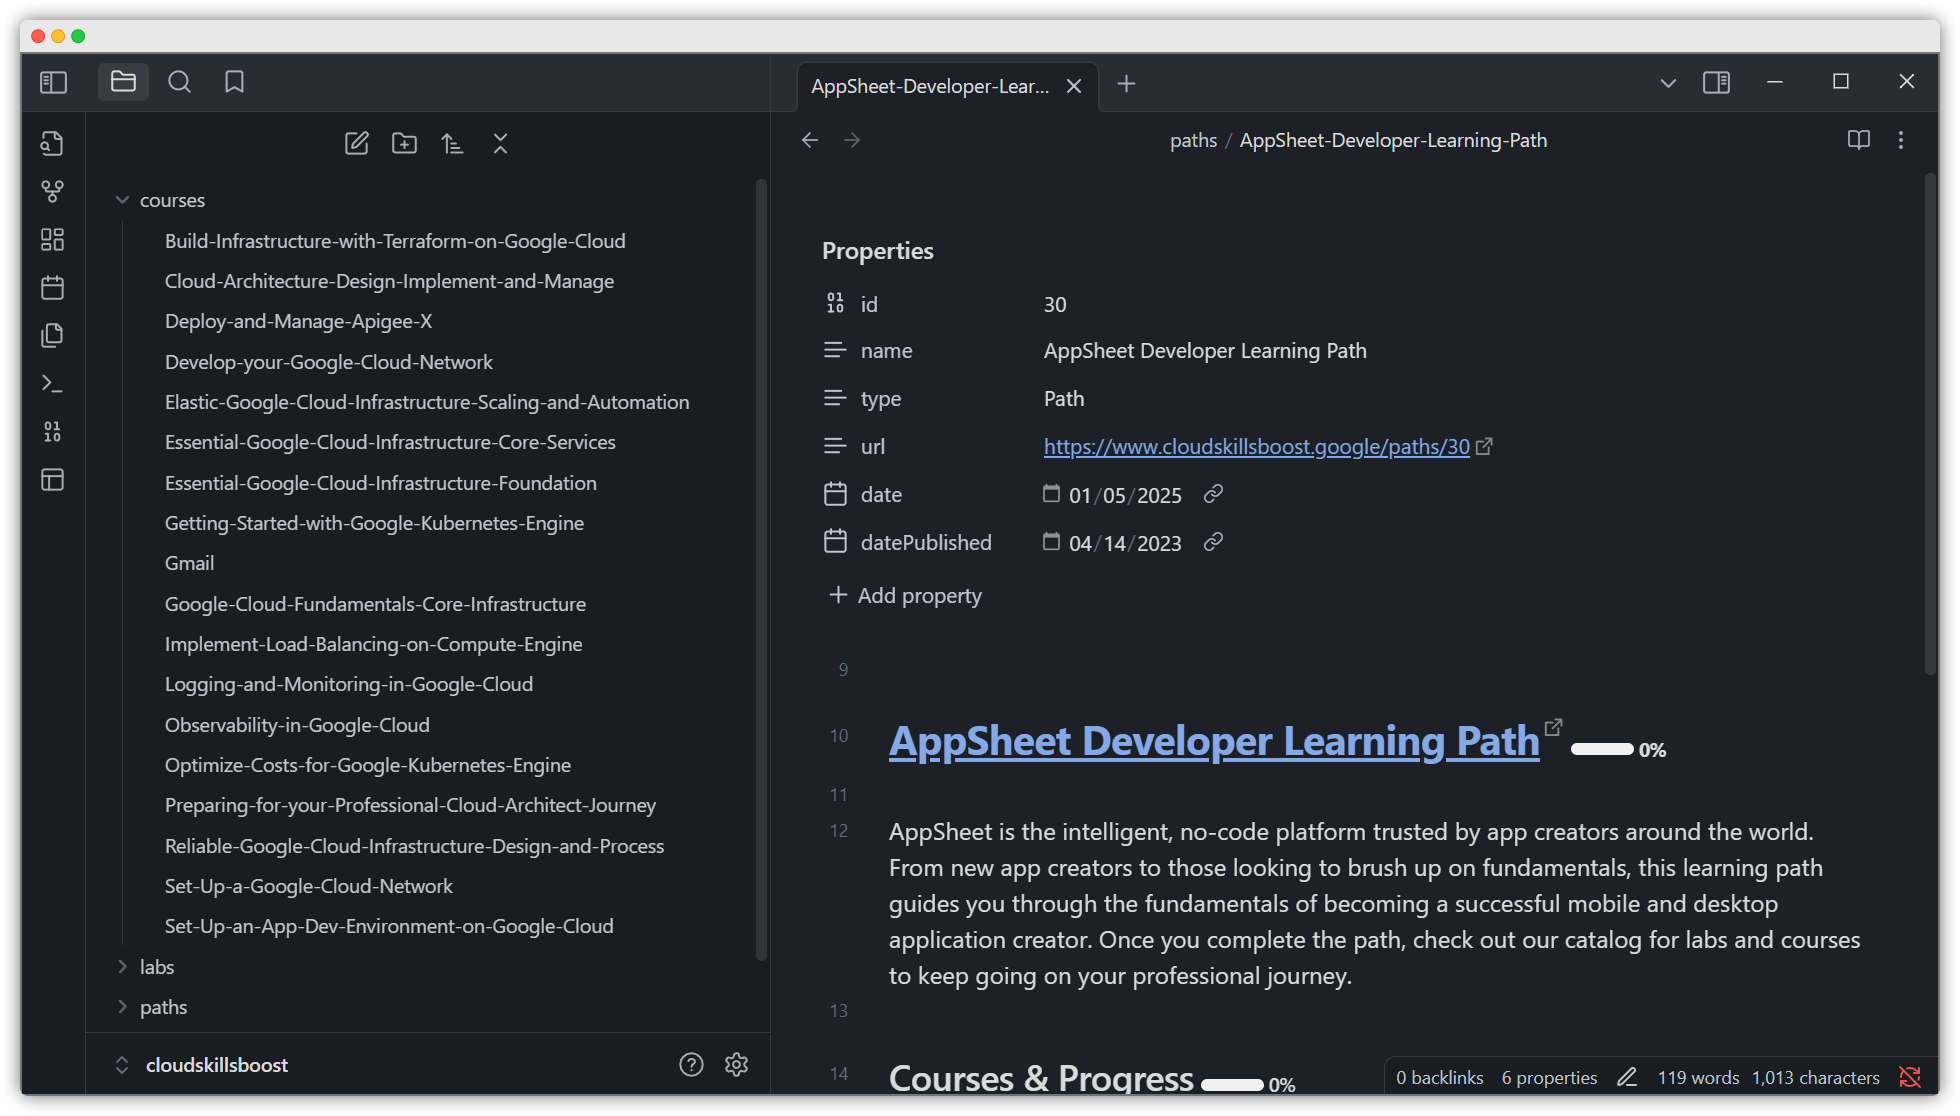 AppSheet-Developer-Lear...
paths / AppSheet-Developer-Learning-Path
courses
Build-Infrastructure-with-Terraform-on-Google-Cloud
Cloud-Architecture-Design-Implement-and-Manage
Deploy-and-Manage-Apigee-X
Develop-your-Google-Cloud-Network
Elastic-Google-Cloud-Infrastructure-Scaling-and-Automation
Essential-Google-Cloud-Infrastructure-Core-Services
Essential-Google-Cloud-Infrastructure-Foundation
Getting-Started-with-Google-Kubernetes-Engine
Gmail
Google-Cloud-Fundamentals-Core-Infrastructure
Implement-Load-Balancing-on-Compute-Engine
Logging-and-Monitoring-in-Google-Cloud
Observability-in-Google-Cloud
Optimize-Costs-for-Google-Kubernetes-Engine
Preparing-for-your-Professional-Cloud-Architect-Journey
Reliable-Google-Cloud-Infrastructure-Design-and-Process
Set-Up-a-Google-Cloud-Network
Set-Up-an-App-Dev-Environment-on-Google-Cloud
labs
paths
cloudskillsboost
Properties
id 30
name AppSheet Developer Learning Path
type Path
url https://www.cloudskillsboost.google/paths/30
date 01/05/2025
datePublished 04/14/2023
Add property
9
10 AppSheet Developer Learning Path 0%
11
12 AppSheet is the intelligent, no-code platform trusted by app creators around the world.
From new app creators to those looking to brush up on fundamentals, this learning path
guides you through the fundamentals of becoming a successful mobile and desktop
application creator. Once you complete the path, check out our catalog for labs and courses
to keep going on your professional journey.
13
14 Courses & Progress 0%
0 backlinks 6 properties 119 words 1,013 characters